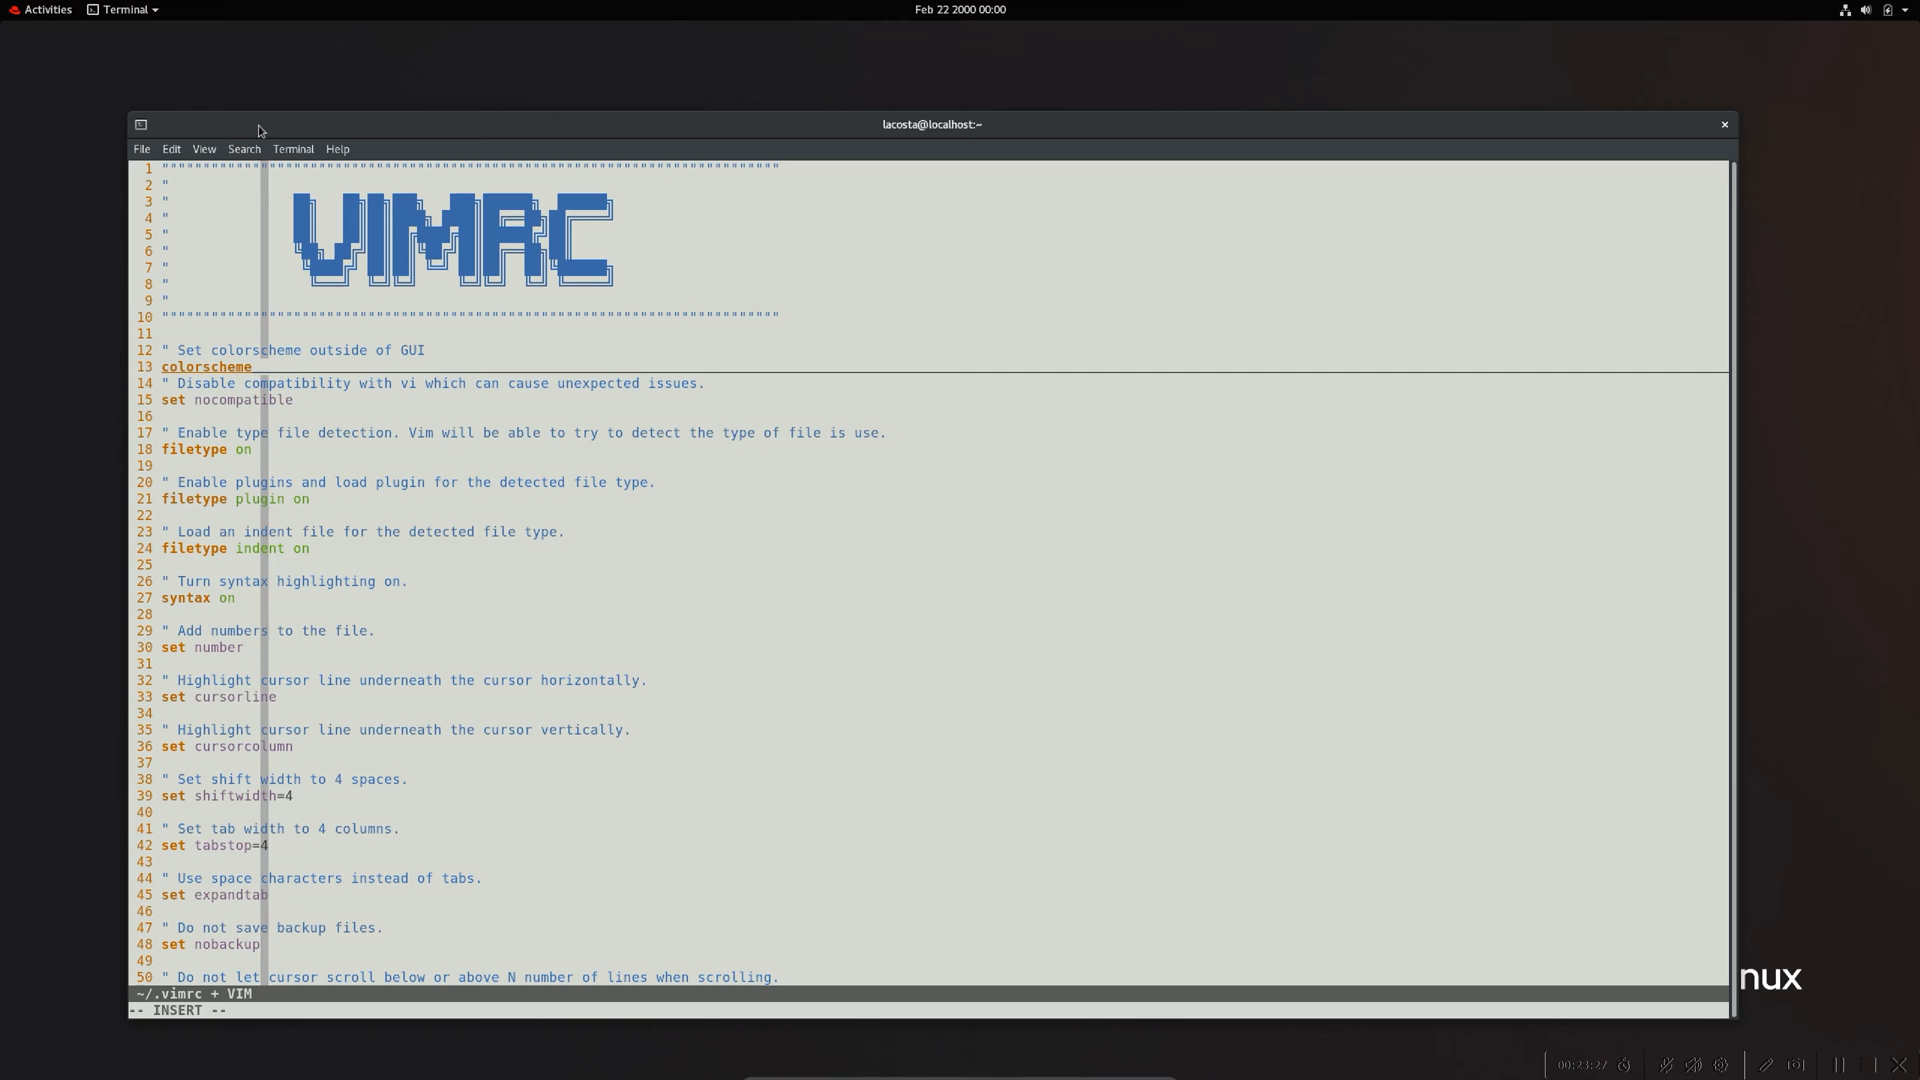 Activities Terminal Feb 22 2000 00:00
lacosta@localhost:~
File Edit View Search Terminal Help
1 """""""""""""""""""""""""""""""""""""""""""""""""""""""""""""""""""""""""""
2 "
3 "
4 "
5 " VIMRC
6 "
7 "
8 "
9 "
10 """""""""""""""""""""""""""""""""""""""""""""""""""""""""""""""""""""""""""
11
12 " Set colorscheme outside of GUI
13 colorscheme
14 " Disable compatibility with vi which can cause unexpected issues.
15 set nocompatible
16
17 " Enable type file detection. Vim will be able to try to detect the type of file is use.
18 filetype on
19
20 " Enable plugins and load plugin for the detected file type.
21 filetype plugin on
22
23 " Load an indent file for the detected file type.
24 filetype indent on
25
26 " Turn syntax highlighting on.
27 syntax on
28
29 " Add numbers to the file.
30 set number
31
32 " Highlight cursor line underneath the cursor horizontally.
33 set cursorline
34
35 " Highlight cursor line underneath the cursor vertically.
36 set cursorcolumn
37
38 " Set shift width to 4 spaces.
39 set shiftwidth=4
40
41 " Set tab width to 4 columns.
42 set tabstop=4
43
44 " Use space characters instead of tabs.
45 set expandtab
46
47 " Do not save backup files.
48 set nobackup
49
50 " Do not let cursor scroll below or above N number of lines when scrolling.
~/.vimrc + VIM
-- INSERT --
nux
00:23:27